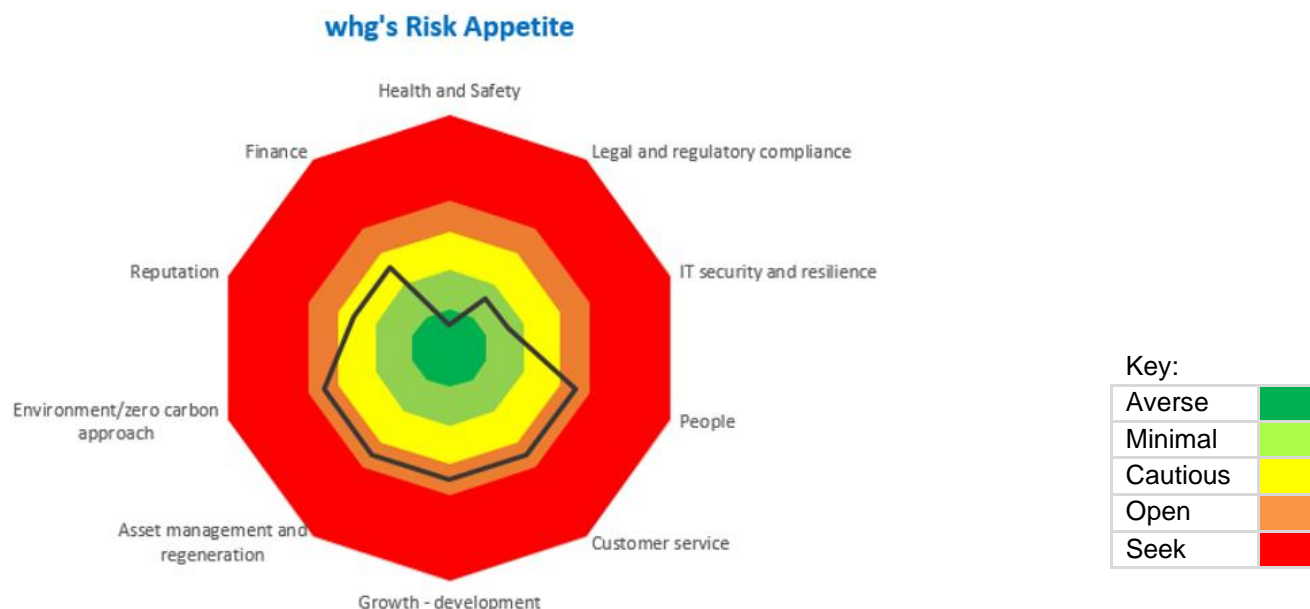 whg's Risk Appetite
Health and Safety
Finance
Legal and regulatory compliance
Reputation
IT security and resilience
Environment/zero carbon
approach
People
Asset management and
regeneration
Customer service
Growth - development
Key:
Averse
Minimal
Cautious
Open
Seek